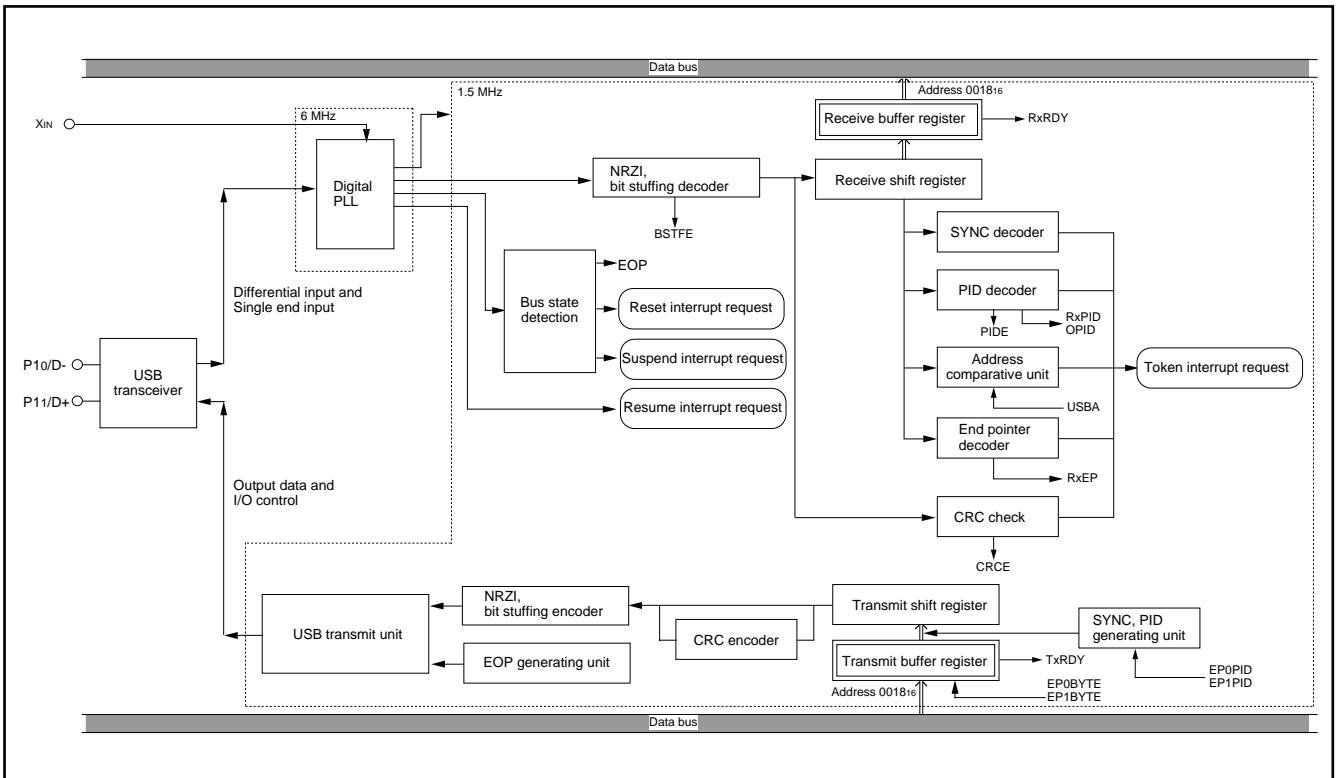 Data bus
1.5 MHz
Address 0018₁₆
6 MHz
XIN
Receive buffer register
RxRDY
Digital
PLL
NRZI,
bit stuffing decoder
Receive shift register
BSTFE
SYNC decoder
EOP
Bus state
detection
Reset interrupt request
PID decoder
RxPID
OPID
PIDE
Differential input and
Single end input
Suspend interrupt request
Address
comparative unit
Token interrupt request
P10/D-
USB
transceiver
P11/D+
Resume interrupt request
USBA
End pointer
decoder
RxEP
Output data and
I/O control
CRC check
CRCE
NRZI,
bit stuffing encoder
Transmit shift register
USB transmit unit
CRC encoder
SYNC, PID
generating unit
EOP generating unit
Transmit buffer register
TxRDY
EP0PID
EP1PID
EP0BYTE
EP1BYTE
Address 0018₁₆
Data bus